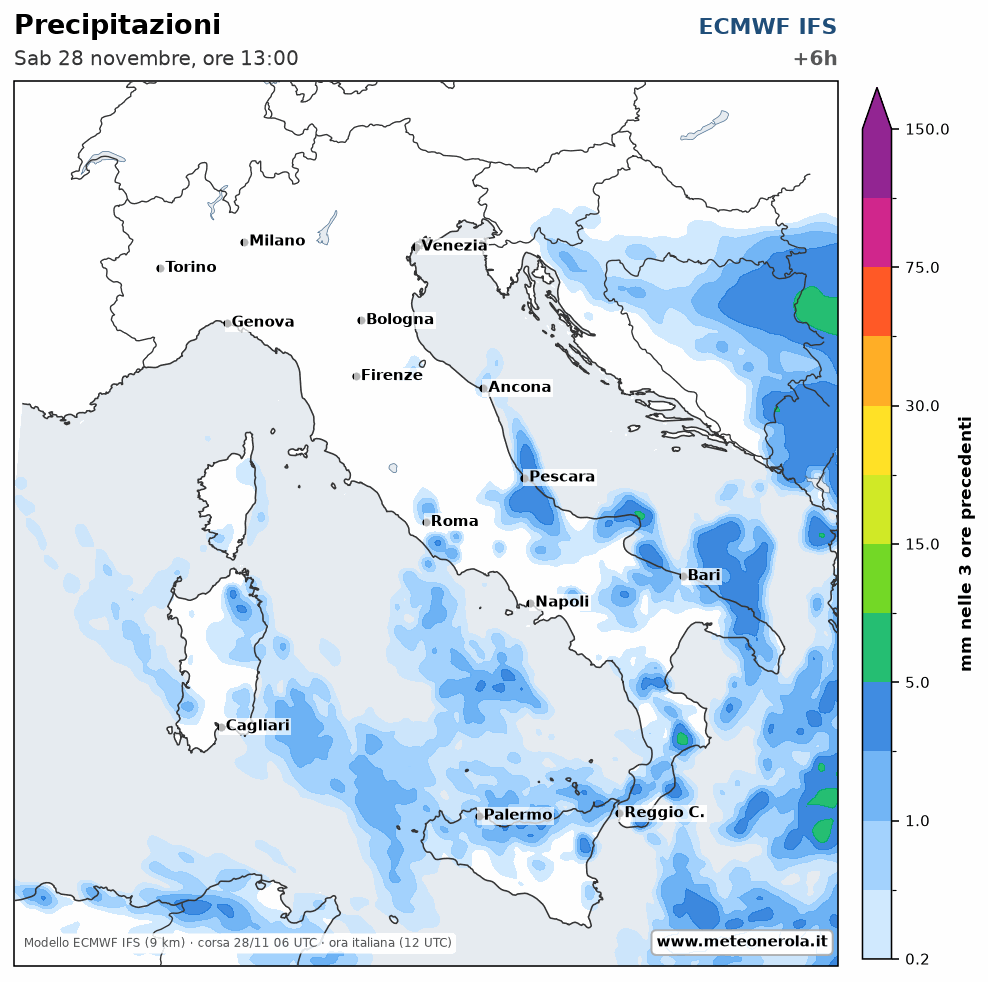 Precipitazioni
ECMWF IFS
Sab 28 novembre, ore 13:00
+6h
150.0
75.0
30.0
15.0
5.0
1.0
0.2
mm nelle 3 ore precedenti
Milano
Venezia
Torino
Genova
Bologna
Firenze
Ancona
Pescara
Roma
Bari
Napoli
Cagliari
Palermo
Reggio C.
Modello ECMWF IFS (9 km) · corsa 28/11 06 UTC · ora italiana (12 UTC)
www.meteonerola.it